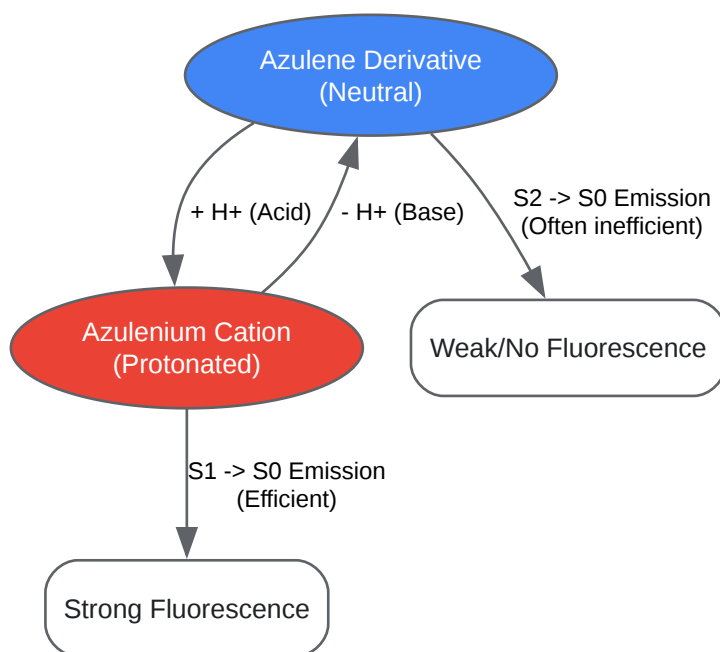 Azulene Derivative
(Neutral)
+ H+ (Acid)
- H+ (Base)
S2 -> S0 Emission
(Often inefficient)
Azulenium Cation
(Protonated)
Weak/No Fluorescence
S1 -> S0 Emission
(Efficient)
Strong Fluorescence